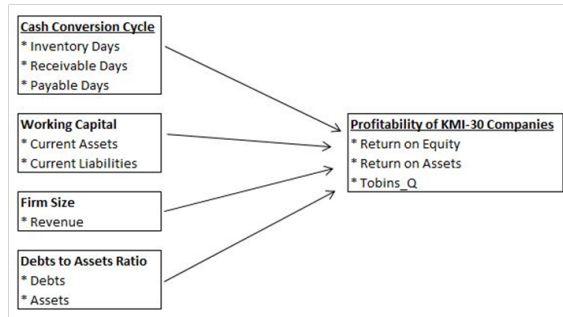 Cash Conversion Cycle
* Inventory Days
* Receivable Days
* Payable Days
Working Capital
* Current Assets
* Current Liabilities
Firm Size
* Revenue
Debts to Assets Ratio
* Debts
* Assets
Profitability of KMI-30 Companies
* Return on Equity
* Return on Assets
* Tobins_Q